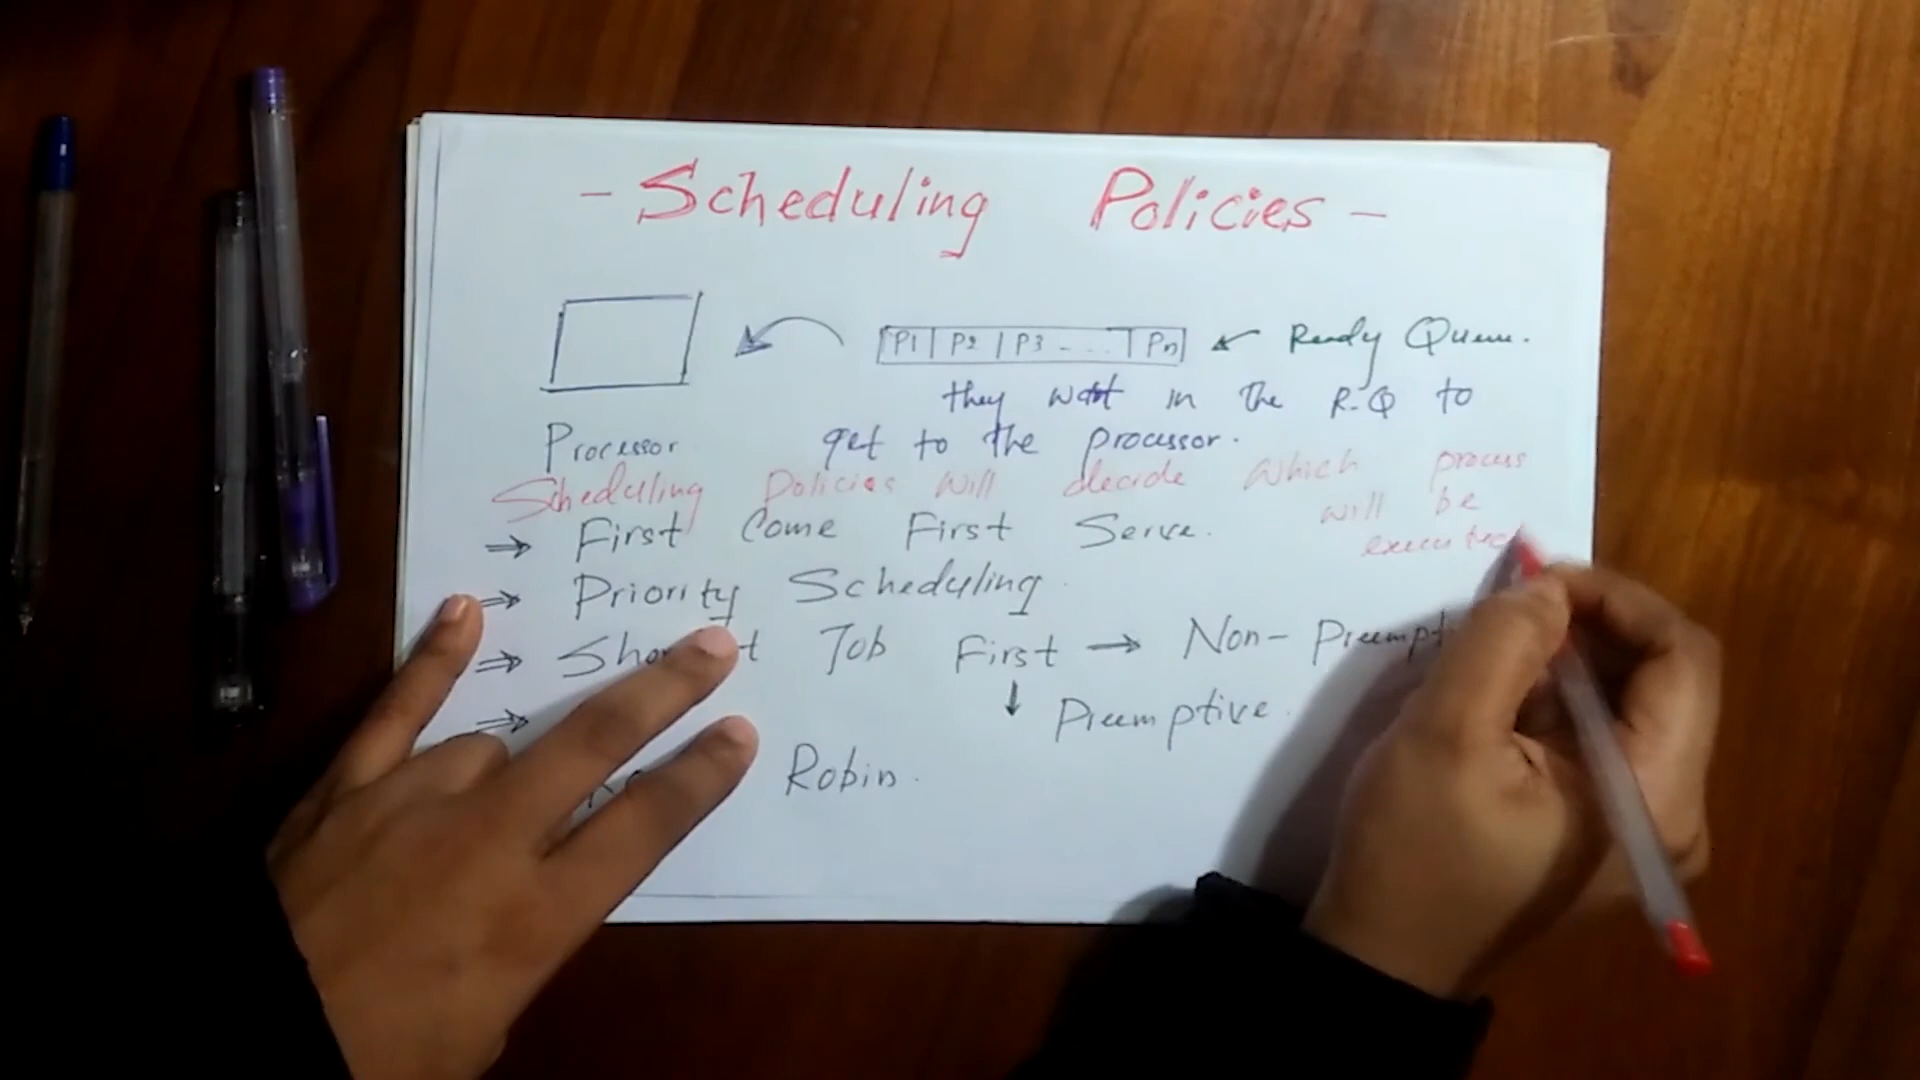 - Scheduling Policies -
P1 P2 P3 - . . . Pn ← Ready Queue.
they wait in the R-Q to
Processor get to the processor.
Scheduling Policies will decide which process
will be
⇒ First Come First Serve.
⇒ Priority Scheduling.
⇒ Job First → Non-
↓ Preemptive.
⇒
Robin.